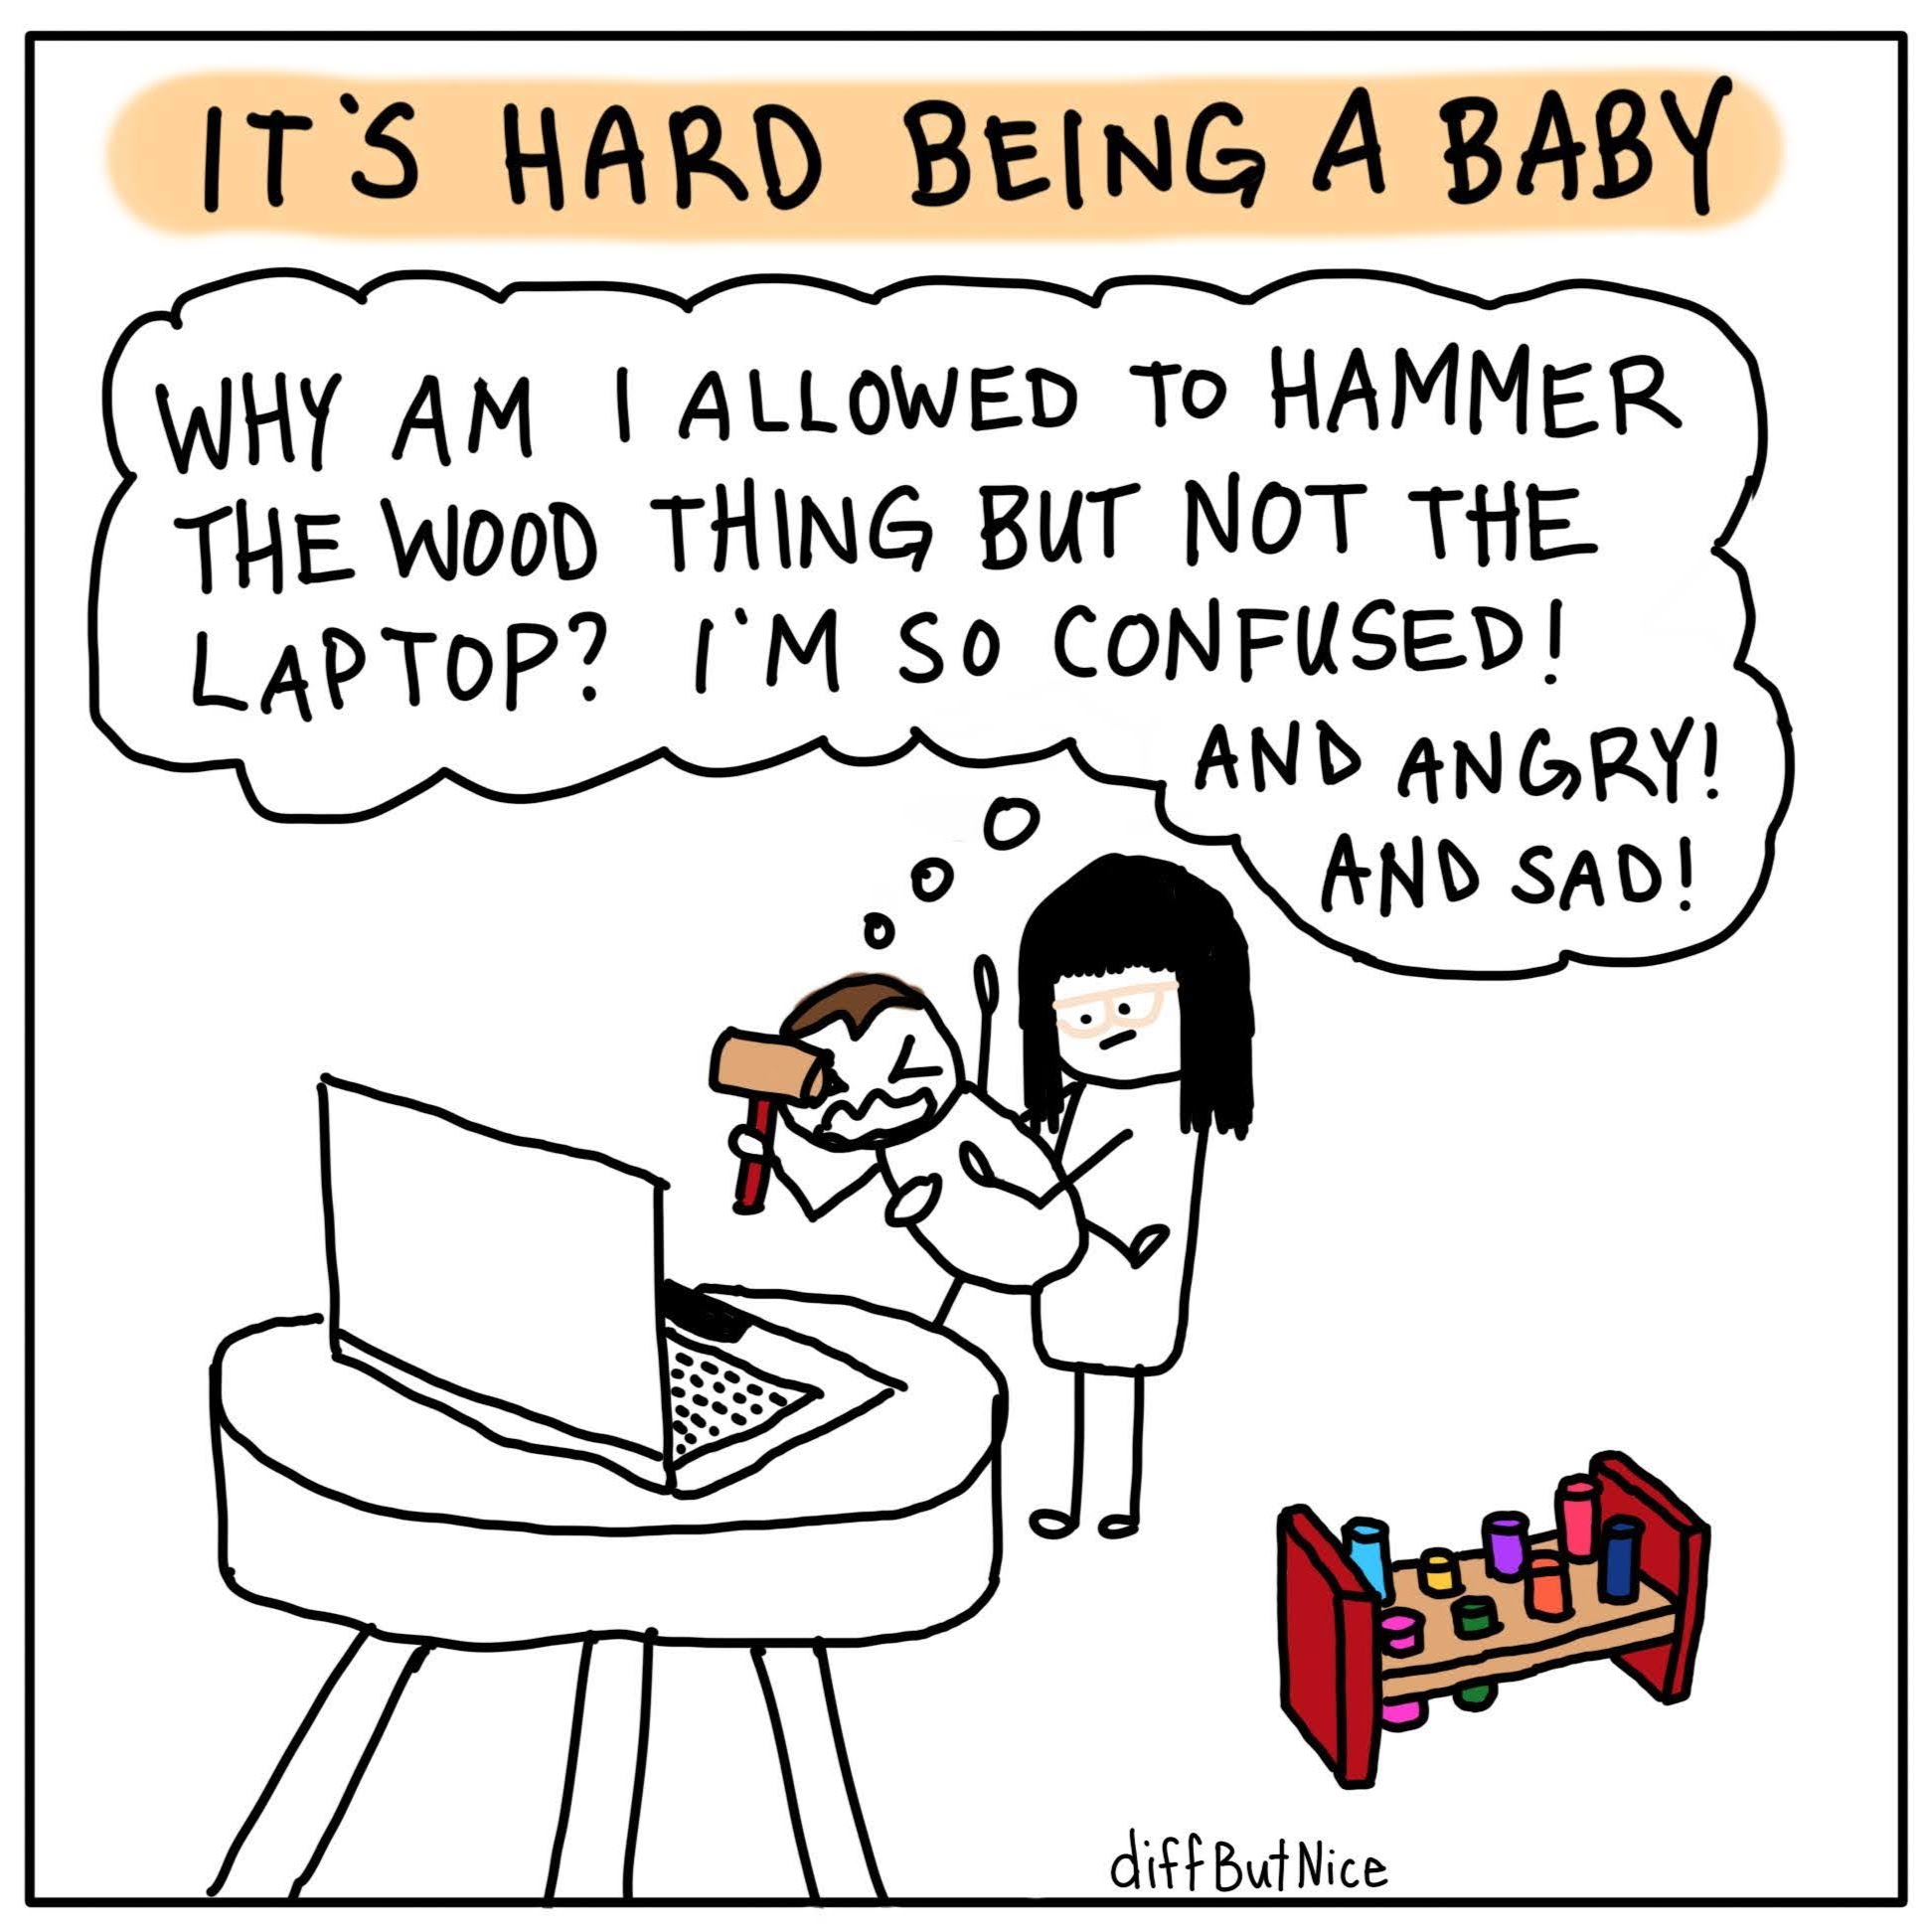 IT'S HARD BEING A BABY
WHY AM I ALLOWED TO HAMMER
THE WOOD THING BUT NOT THE
LAPTOP? I'M SO CONFUSED!
AND ANGRY!
AND SAD!
diffButNice